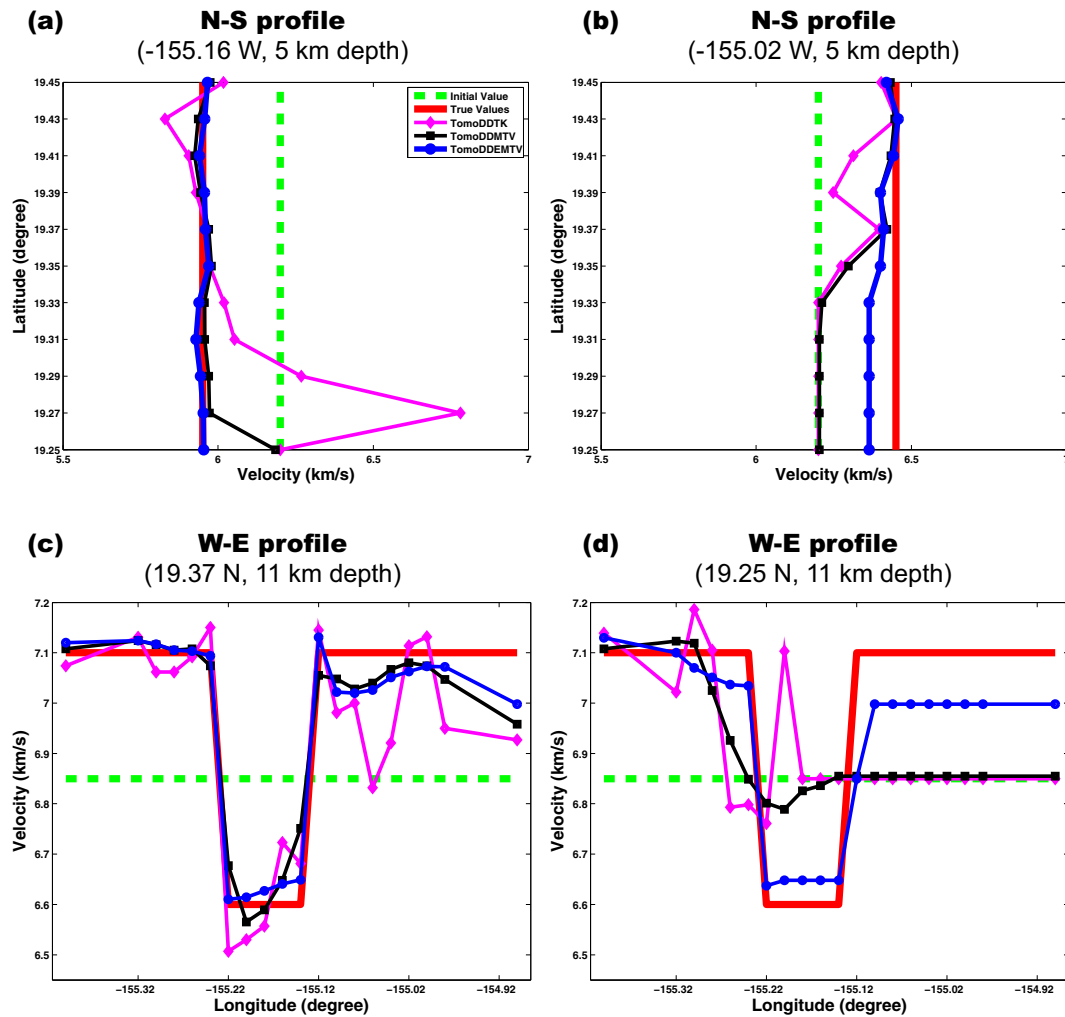 (a)
N-S profile
(-155.16 W, 5 km depth)
19.45
19.43
19.41
19.39
19.37
19.35
19.33
19.31
19.29
19.27
19.25
Latitude (degree)
5.5
6
6.5
7
Velocity (km/s)
Initial Value
True Values
TomoDDTK
TomoDDMTV
TomoDDEMTV
(b)
N-S profile
(-155.02 W, 5 km depth)
19.45
19.43
19.41
19.39
19.37
19.35
19.33
19.31
19.29
19.27
19.25
Latitude (degree)
5.5
6
6.5
Velocity (km/s)
(c)
W-E profile
(19.37 N, 11 km depth)
7.2
7.1
7
6.9
6.8
6.7
6.6
6.5
Velocity (km/s)
−155.32
−155.22
−155.12
−155.02
−154.92
Longitude (degree)
(d)
W-E profile
(19.25 N, 11 km depth)
7.2
7.1
7
6.9
6.8
6.7
6.6
6.5
Velocity (km/s)
−155.32
−155.22
−155.12
−155.02
−154.92
Longitude (degree)